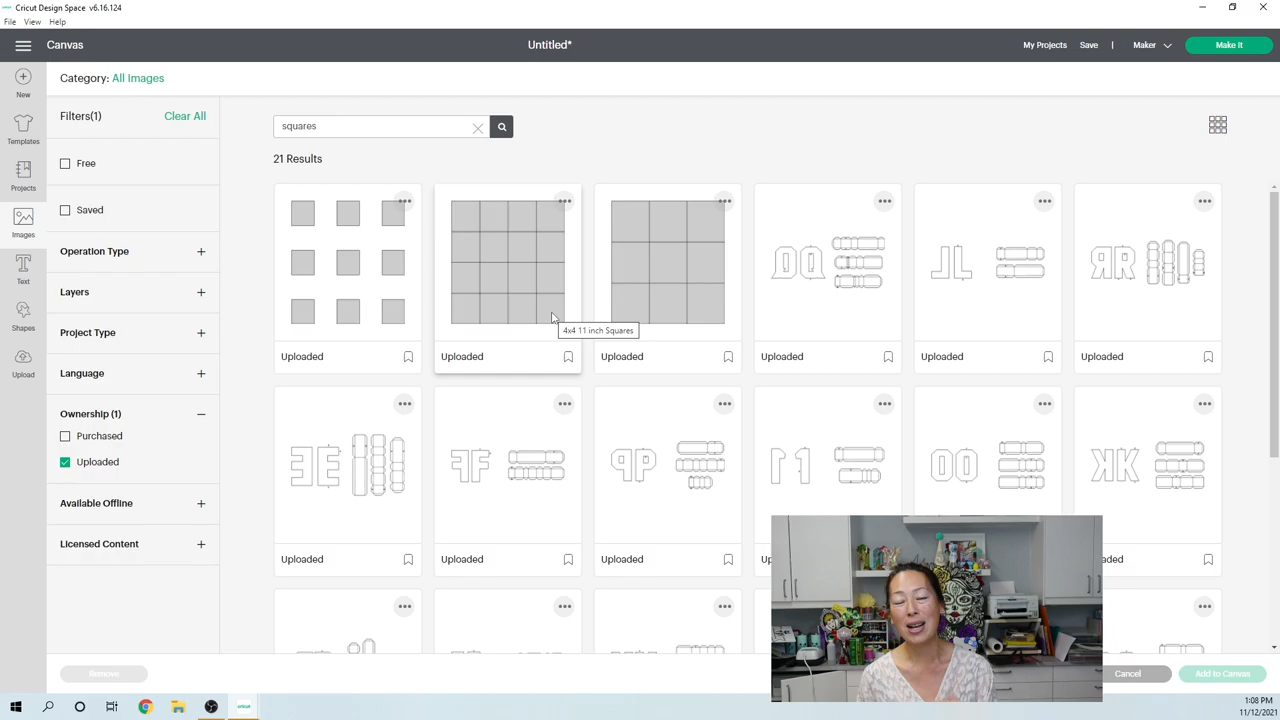 Cricut Design Space v6.16.124
File View Help
Canvas
Untitled*
My Projects Save | Maker Make It
New
Templates
Projects
Images
Text
Shapes
Upload
Category: All Images
Filters(1) Clear All
Free
Saved
Operation Type +
Layers +
Project Type +
Language +
Ownership (1) −
Purchased
Uploaded
Available Offline +
Licensed Content +
squares
21 Results
4x4 11 inch Squares
Uploaded Uploaded Uploaded Uploaded Uploaded Uploaded
Uploaded Uploaded Uploaded
Remove
Cancel Add to Canvas
cricut
1:08 PM
11/12/2021